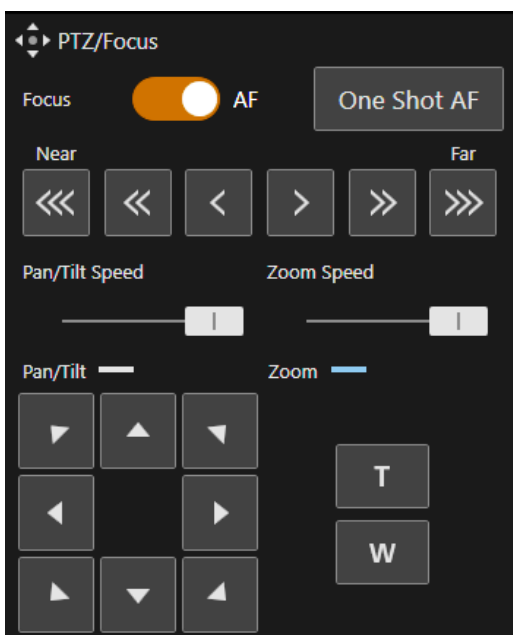 PTZ/Focus
Focus AF One Shot AF
Near Far
Pan/Tilt Speed Zoom Speed
Pan/Tilt Zoom
T
W